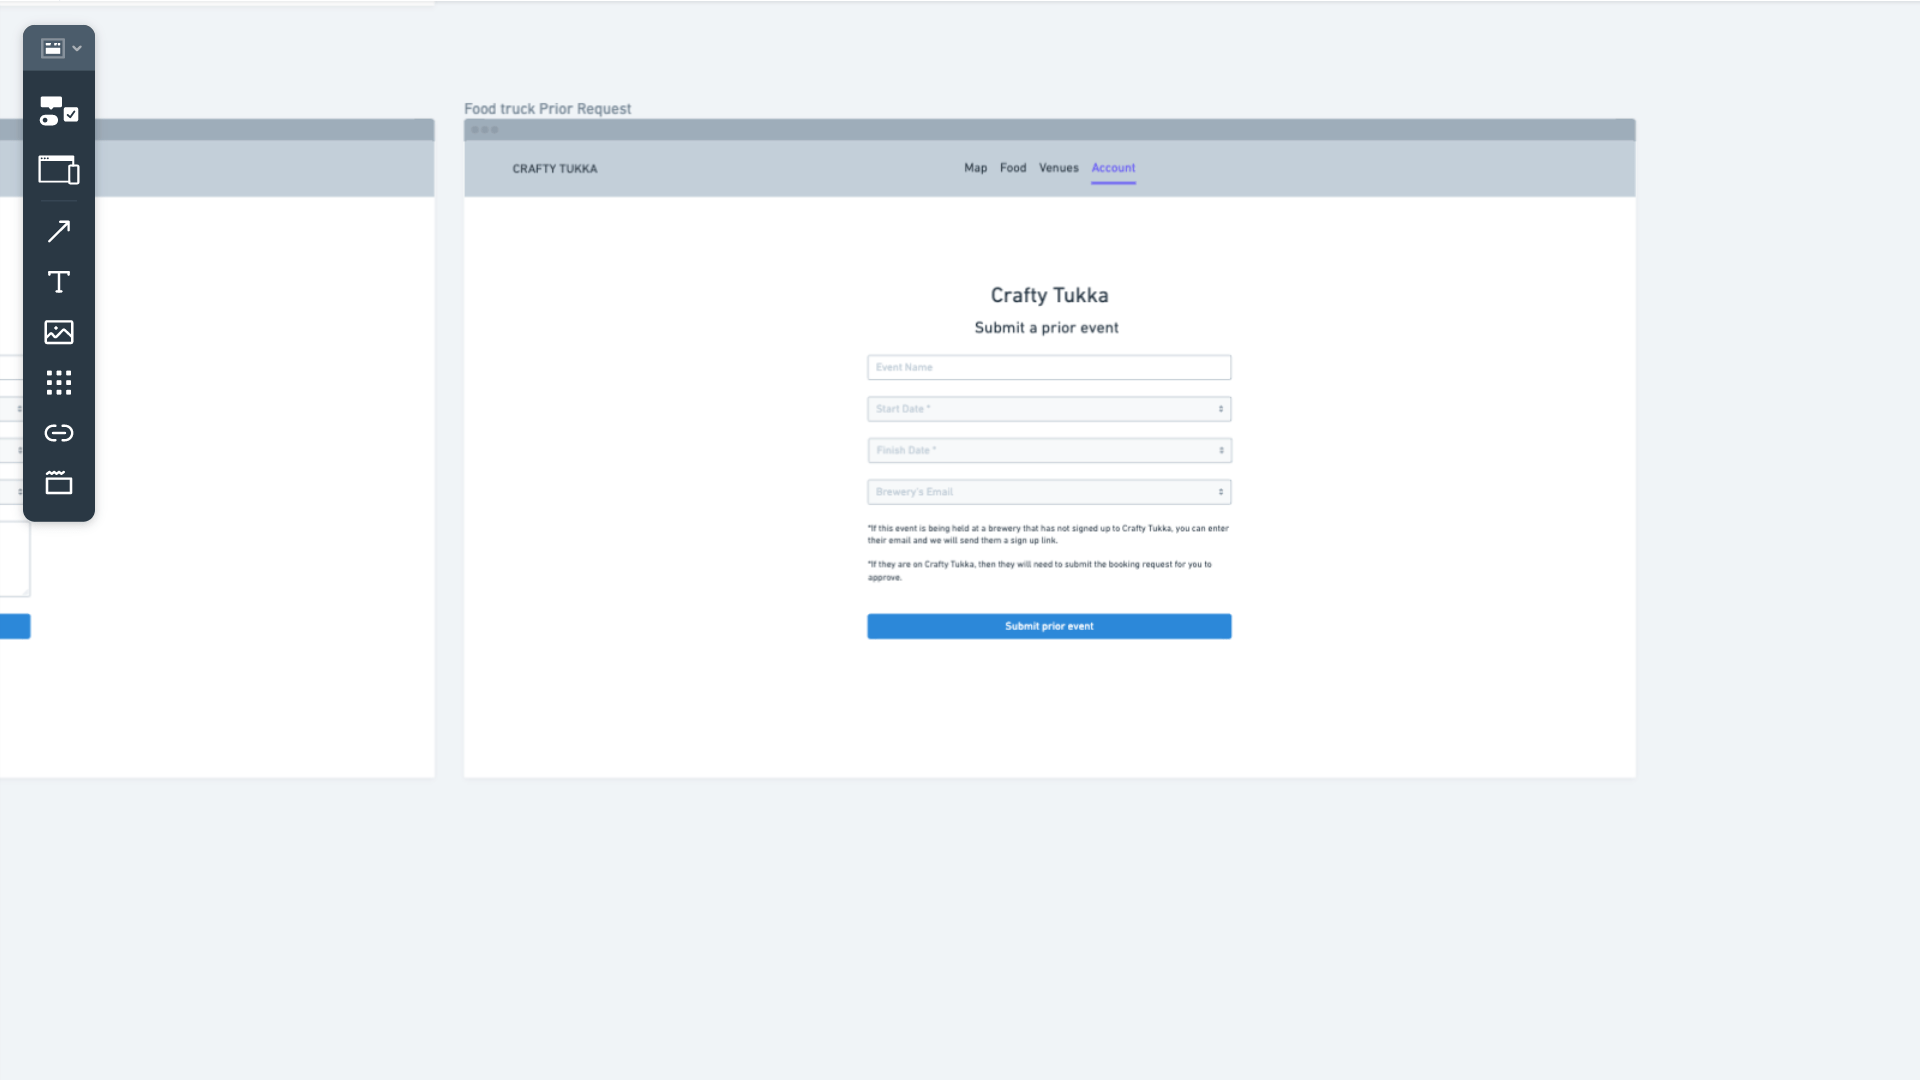 Food truck Prior Request
CRAFTY TUKKA
Map Food Venues Account
Crafty Tukka
Submit a prior event
Event Name
Start Date *
Finish Date *
Brewery's Email
*If this event is being held at a brewery that has not signed up to Crafty Tukka, you can enter
their email and we will send them a sign up link.
*If they are on Crafty Tukka, then they will need to submit the booking request for you to
approve.
Submit prior event